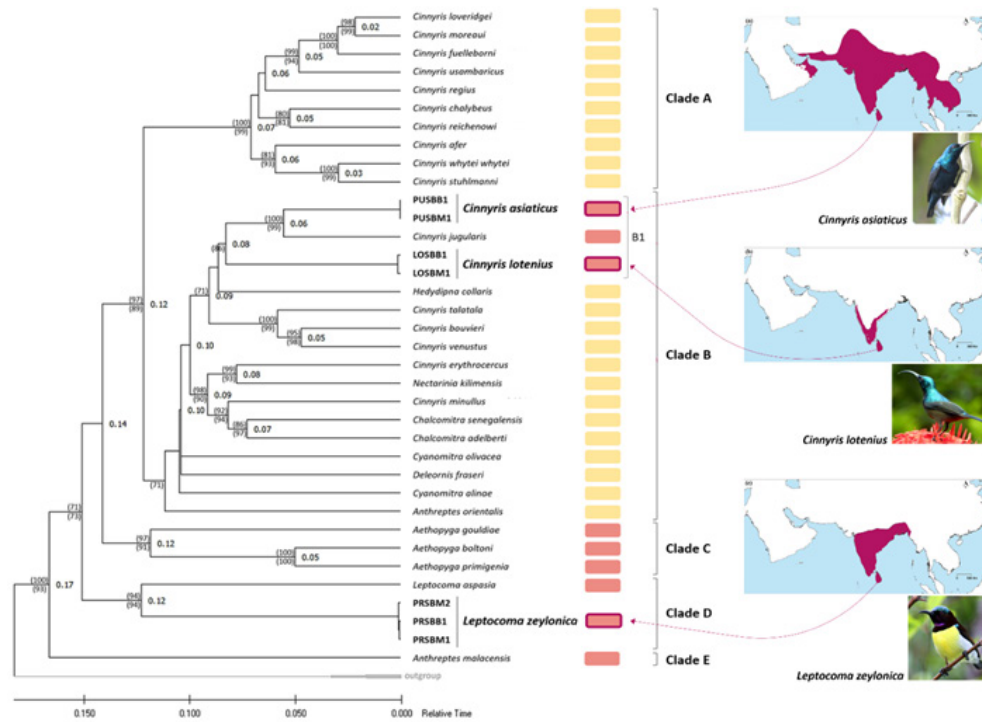 Cinnyris loveridgei
(98)
(99)
0.02
Cinnyris moreaui
(100)
(100)
Cinnyris fuelleborni
(99)
(94)
0.05
Cinnyris usambaricus
0.06
Cinnyris regius
Cinnyris chalybeus
(80)
(81)
0.05
(100)
(99)
0.07
Cinnyris reichenowi
Cinnyris afer
(81)
(93)
0.06
Cinnyris whytei whytei
(100)
(99)
0.03
Cinnyris stuhlmanni
PUSBB1
Cinnyris asiaticus
PUSBM1
(100)
(99)
0.06
Cinnyris jugularis
(86)
0.08
LOSBB1
Cinnyris lotenius
LOSBM1
Hedydipna collaris
(71)
0.09
Cinnyris talatala
(97)
(89)
0.12
(100)
(99)
Cinnyris bouvieri
(95)
(98)
0.05
0.10
Cinnyris venustus
Cinnyris erythrocercus
(99)
(93)
0.08
Nectarinia kilimensis
(98)
(90)
0.09
Cinnyris minullus
0.10
(92)
(94)
Chalcomitra senegalensis
(86)
(97)
0.07
0.14
Chalcomitra adelberti
Cyanomitra olivacea
(71)
Deleornis fraseri
Cyanomitra alinae
(71)
(73)
Anthreptes orientalis
Aethopyga gouldiae
(97)
(91)
0.12
Aethopyga boltoni
(100)
(100)
0.05
Aethopyga primigenia
(100)
(93)
0.17
Leptocoma aspasia
(94)
(94)
0.12
PRSBM2
PRSBB1
Leptocoma zeylonica
PRSBM1
Anthreptes malacensis
outgroup
0.150
0.100
0.050
0.000
Relative Time
Clade A
B1
Clade B
Clade C
Clade D
Clade E
(a)
Cinnyris asiaticus
(b)
Cinnyris lotenius
Leptocoma zeylonica